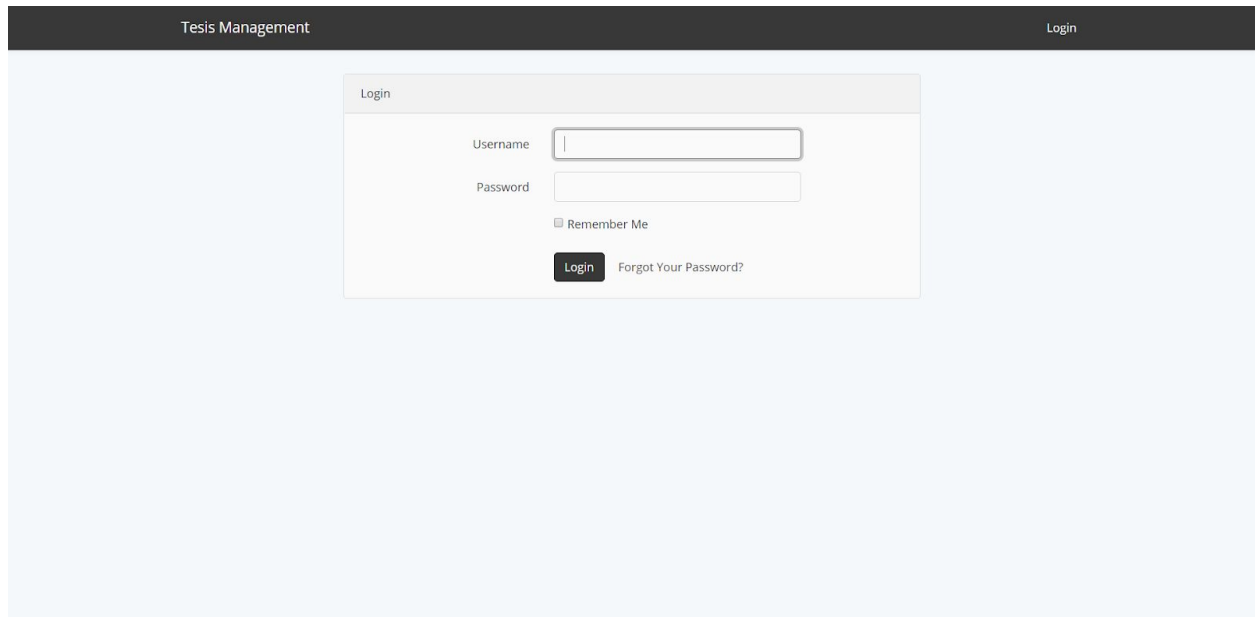 Tesis Management Login
Login
Username
Password
Remember Me
Login Forgot Your Password?